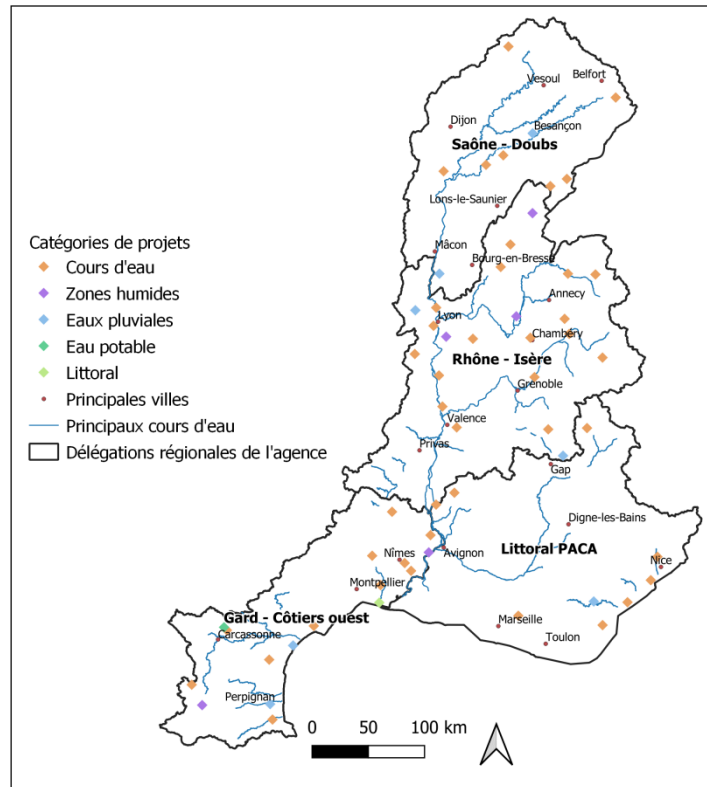 Vesoul
Belfort
Dijon
Besançon
Saône - Doubs
Lons-le-Saunier
Catégories de projets
Cours d'eau
Zones humides
Eaux pluviales
Eau potable
Littoral
Principales villes
Principaux cours d'eau
Délégations régionales de l'agence
Mâcon
Bourg-en-Bresse
Annecy
Lyon
Chambéry
Rhône - Isère
Grenoble
Valence
Privas
Gap
Digne-les-Bains
Littoral PACA
Nîmes
Avignon
Nice
Montpellier
Gard - Côtiers ouest
Marseille
Carcassonne
Toulon
Perpignan
0 50 100 km